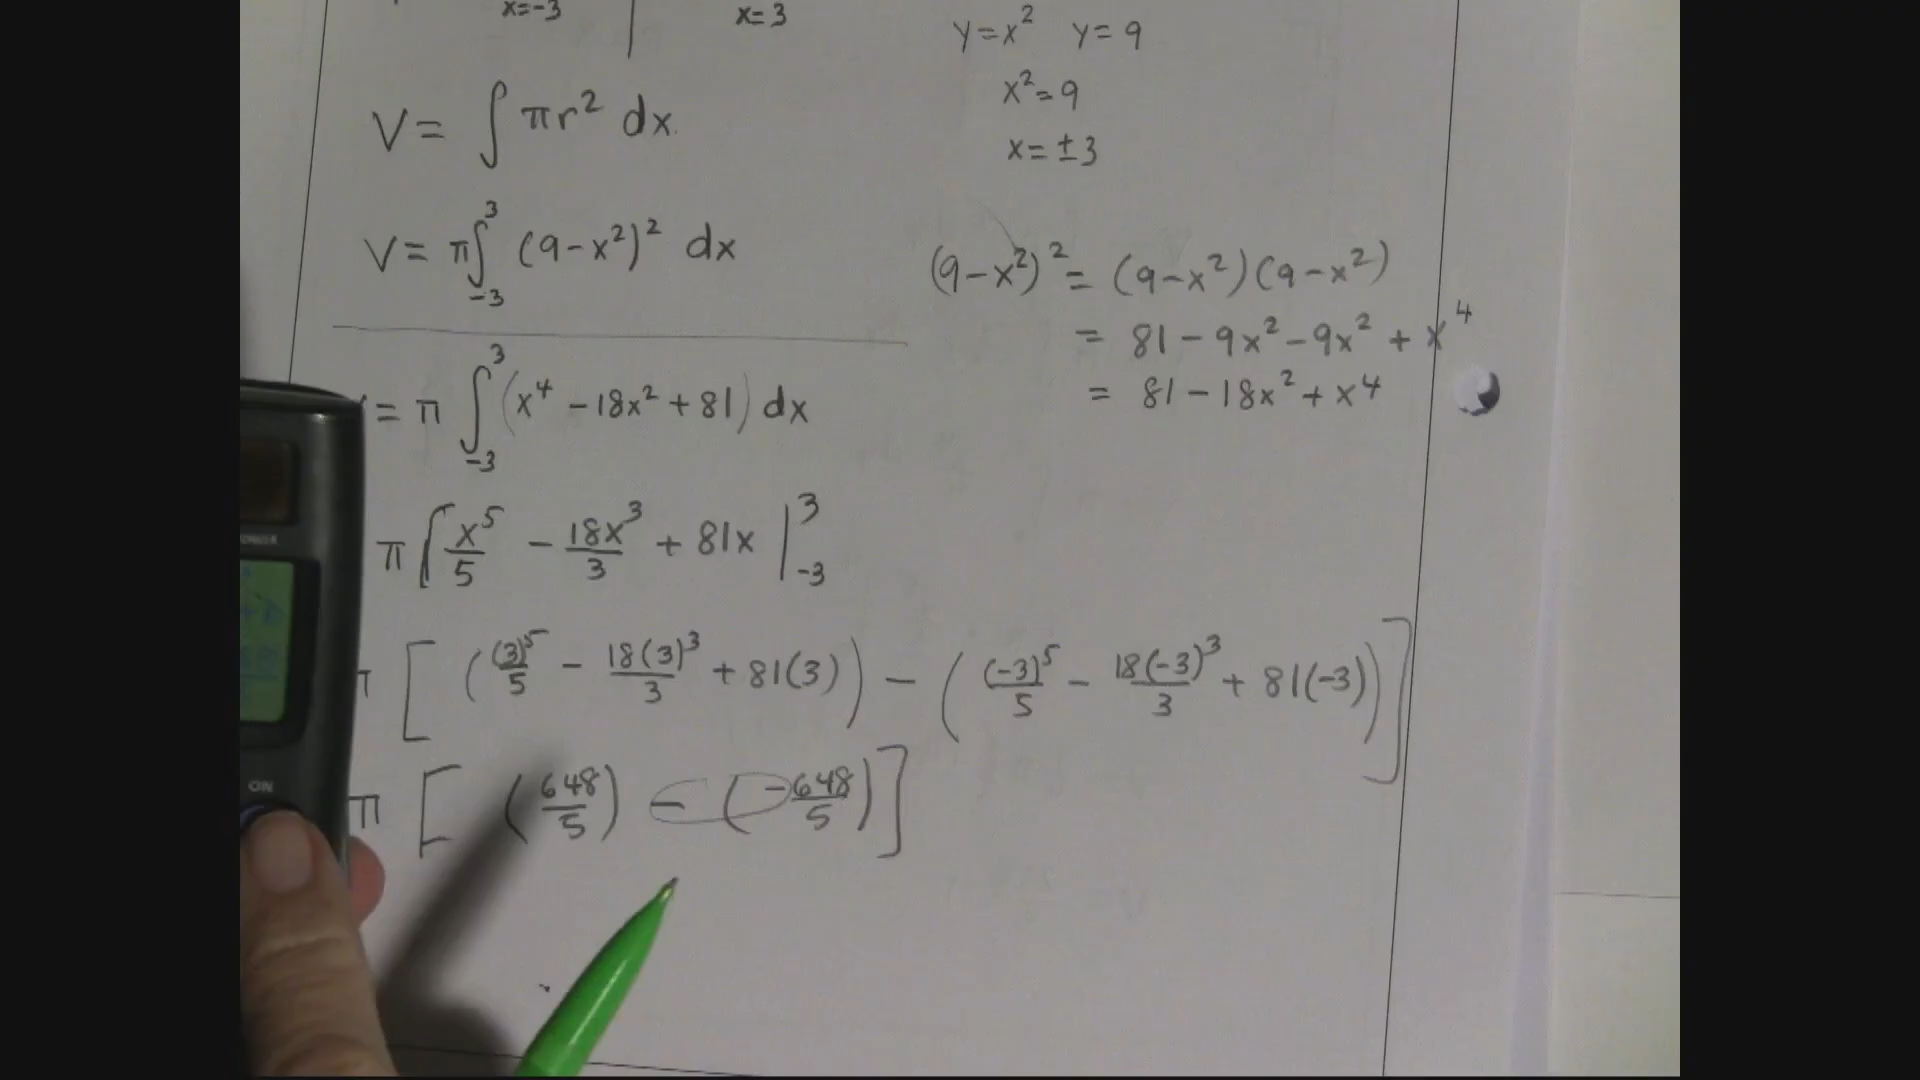 x=-3 x=3
y=x² y=9
V= ∫ πr² dx
x²=9
x=±3
V= π∫₋₃³ (9-x²)² dx
(9-x²)² = (9-x²)(9-x²)
= 81-9x²-9x²+x⁴
= 81-18x²+x⁴
= π ∫₋₃³ (x⁴-18x²+81) dx
π[x⁵/5 - 18x³/3 + 81x |₋₃³
π [((3)⁵/5 - 18(3)³/3 + 81(3)) - ((-3)⁵/5 - 18(-3)³/3 + 81(-3))]
π [(648/5) - (-648/5)]
ON